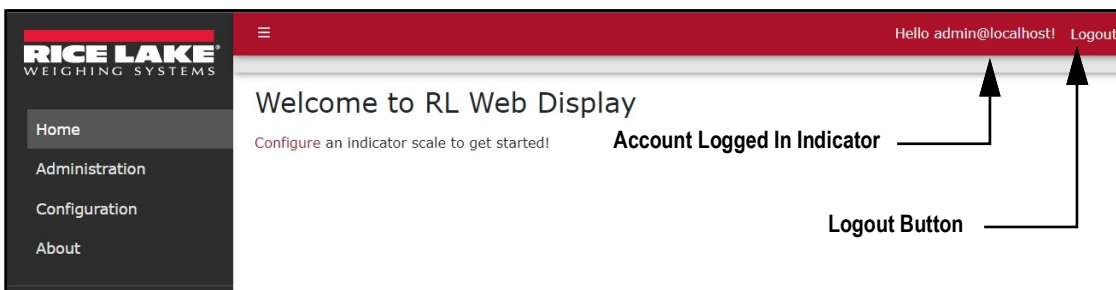 RICE LAKE®
WEIGHING SYSTEMS
Home
Administration
Configuration
About
☰
Hello admin@localhost! Logout
Welcome to RL Web Display
Configure an indicator scale to get started!
Account Logged In Indicator
Logout Button